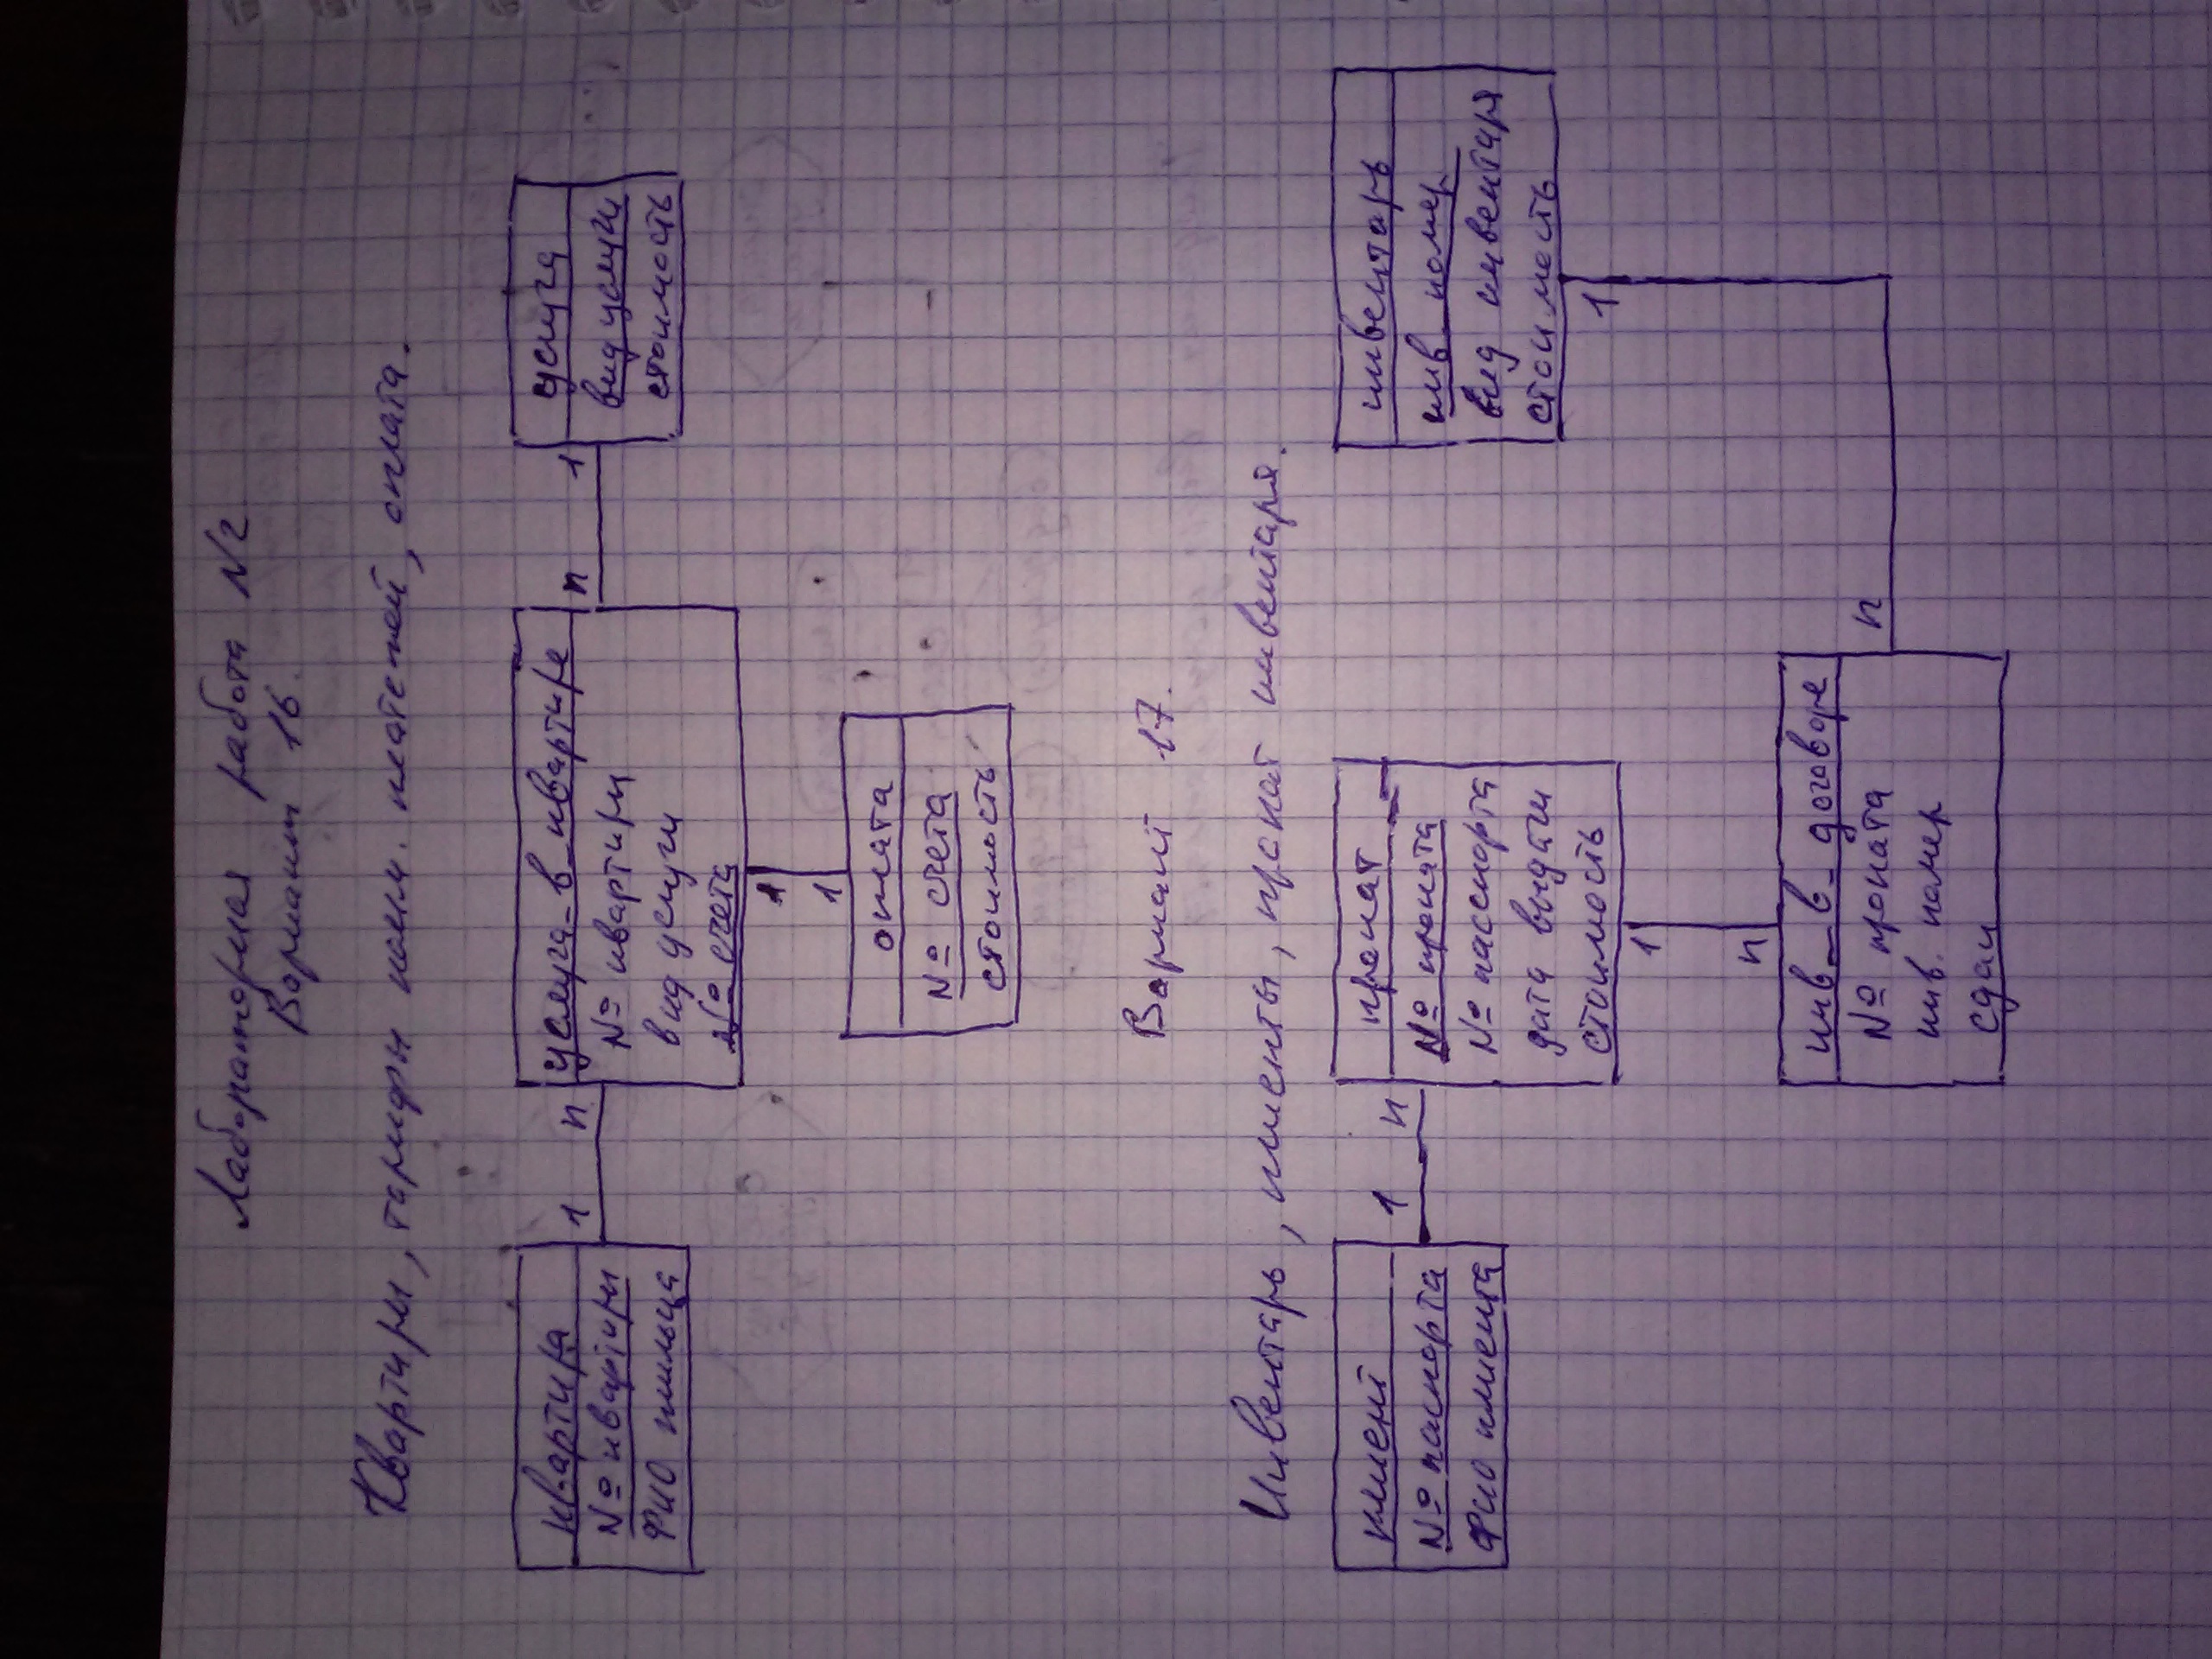 Лабораторная работа №2
Вариант 16.
Квартиры, тарифы комм. платежей, оплата.
квартира
№ квартиры
ФИО жильца
1 n
услуга_в_квартире
№ квартиры
вид услуги
№ счета
n 1
услуга
вид услуги
стоимость
1
1
оплата
№ счета
стоимость
Вариант 17.
Инвентарь, клиенты, прокат инвентаря.
клиент
№ паспорта
ФИО клиента
1 n
прокат
№ проката
№ пасспорта
дата выдачи
стоимость
инвентарь
инв. номер
вид инвентаря
стоимость
1
n
1
инв_в_договоре
№ проката
инв. номер
сдан
n